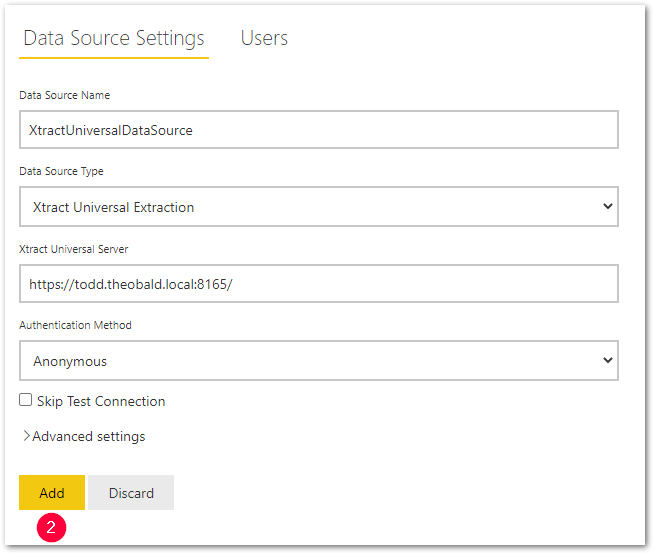 Data Source Settings Users
Data Source Name
XtractUniversalDataSource
Data Source Type
Xtract Universal Extraction
Xtract Universal Server
https://todd.theobald.local:8165/
Authentication Method
Anonymous
Skip Test Connection
Advanced settings
Add Discard
2